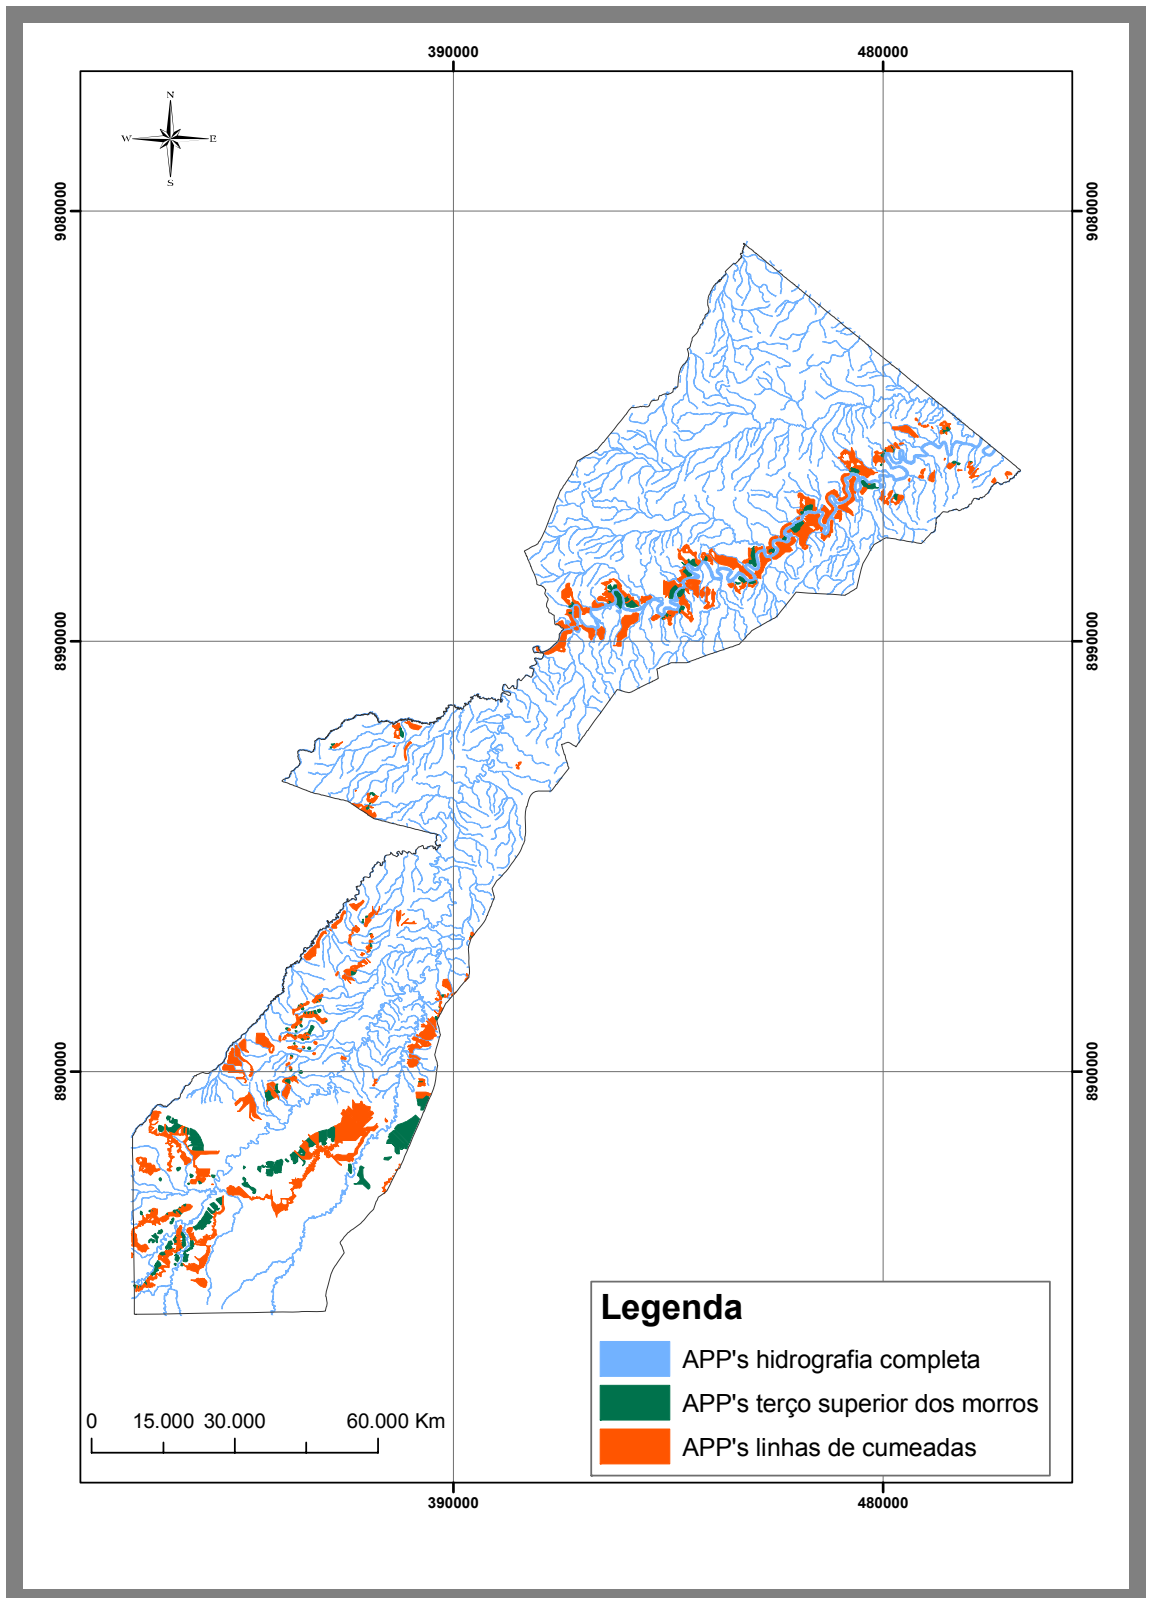 390000 480000
N
W E
S
9080000 9080000
8990000 8990000
8900000 8900000
Legenda
APP's hidrografia completa
APP's terço superior dos morros
APP's linhas de cumeadas
0 15.000 30.000 60.000 Km
390000 480000